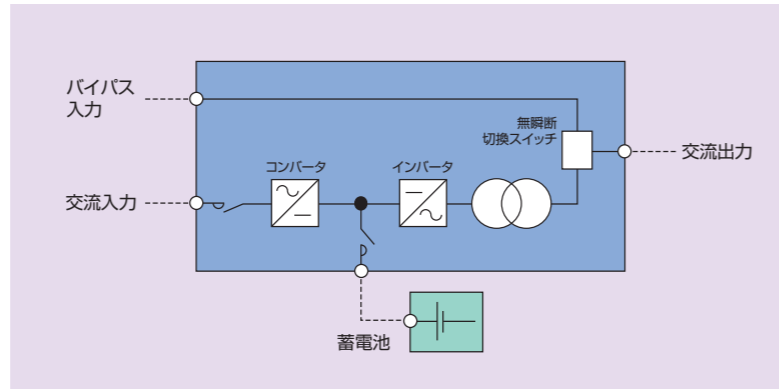 バイパス
入力
無瞬断
切換スイッチ
交流出力
コンバータ
インバータ
交流入力
蓄電池